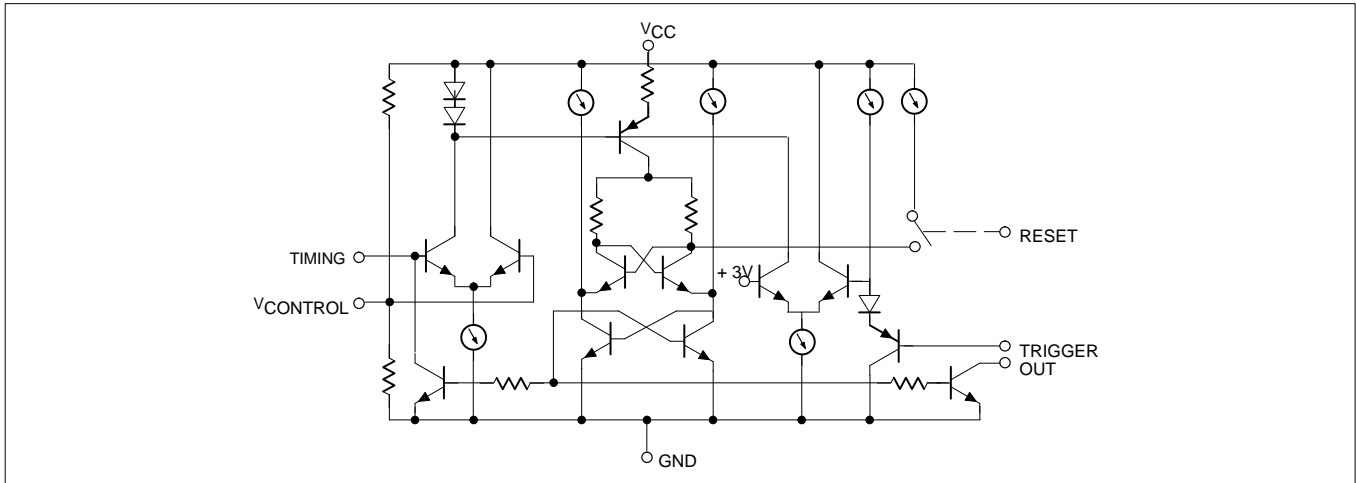 VCC
RESET
TIMING
+ 3V
VCONTROL
TRIGGER
OUT
GND